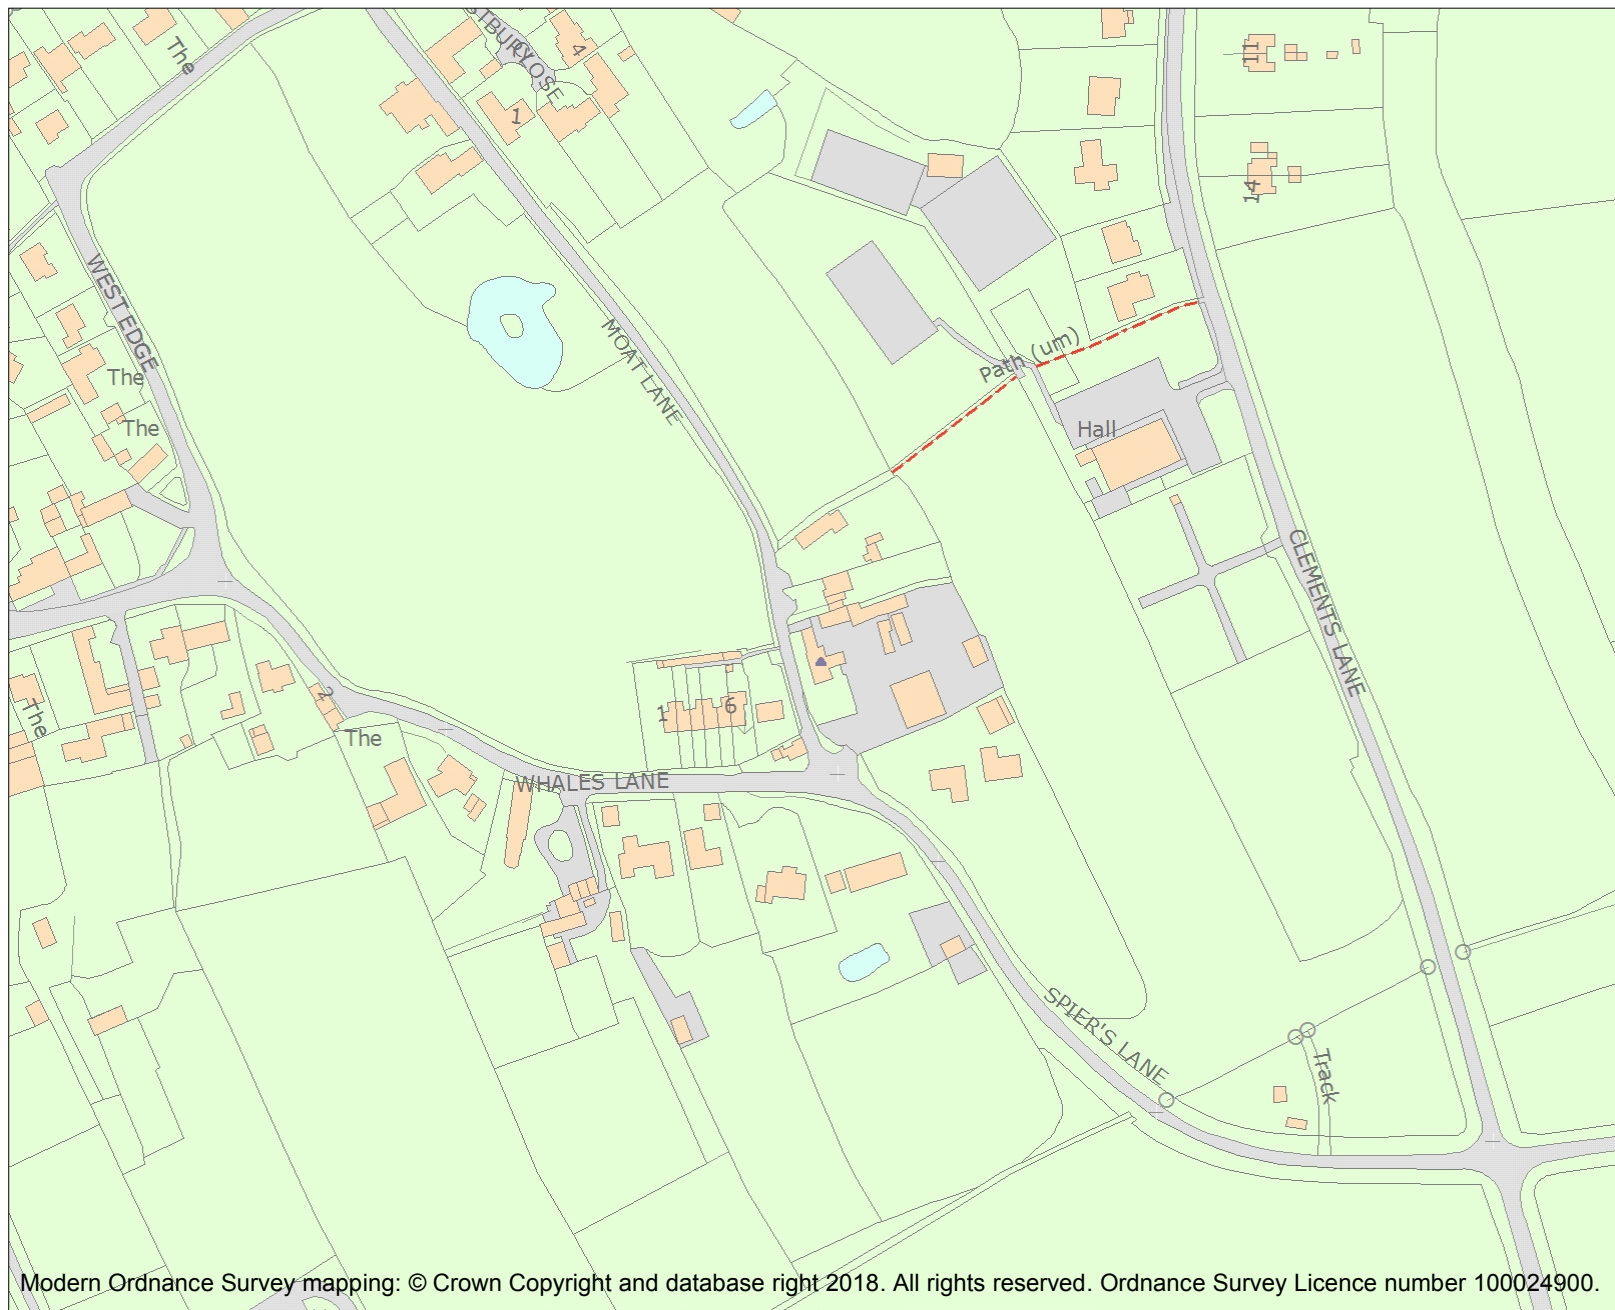 The
STBURY
CLOSE
4
1
11
14
WEST EDGE
MOAT LANE
The
The
Path (um)
Hall
CLEMENTS LANE
2
The
The
1
6
WHALES LANE
SPIER'S LANE
Track
Modern Ordnance Survey mapping: © Crown Copyright and database right 2018. All rights reserved. Ordnance Survey Licence number 100024900.